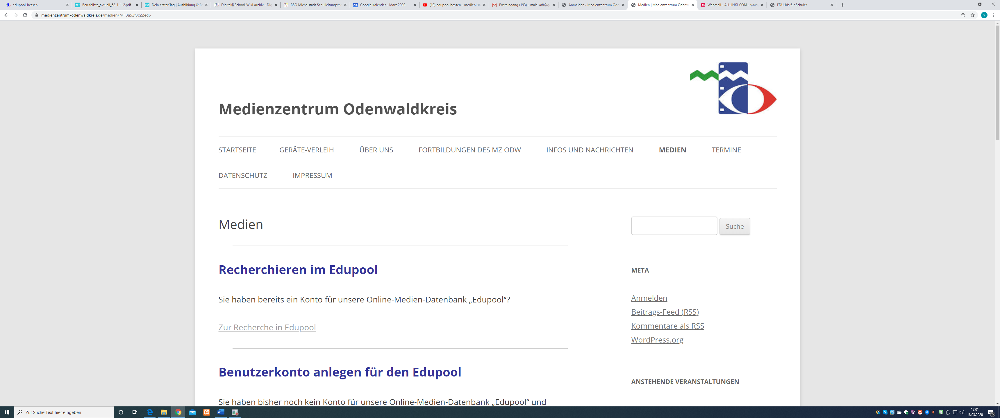 edupool-hessen
Berufeliste_aktuell_62-1-1-2.pdf
Dein erster Tag | Ausbildung & B
Digital@School-Wiki Archiv - Dig
BSO Michelstadt Schulleitungste
Google Kalender - März 2020
(19) edupool hessen - medienlist
Posteingang (193) - maleika8@g
Anmelden ‹ Medienzentrum Ode
Medien | Medienzentrum Odenw
Webmail - ALL-INKL.COM - y.ma
EDU-Ids für Schüler
medienzentrum-odenwaldkreis.de/medien/?v=3a52f3c22ed6
Y
Medienzentrum Odenwaldkreis
STARTSEITE GERÄTE-VERLEIH ÜBER UNS FORTBILDUNGEN DES MZ ODW INFOS UND NACHRICHTEN MEDIEN TERMINE
DATENSCHUTZ IMPRESSUM
Medien
Recherchieren im Edupool
Sie haben bereits ein Konto für unsere Online-Medien-Datenbank „Edupool“?
Zur Recherche in Edupool
Benutzerkonto anlegen für den Edupool
Sie haben bisher noch kein Konto für unsere Online-Medien-Datenbank „Edupool“ und
Suche
META
Anmelden
Beitrags-Feed (RSS)
Kommentare als RSS
WordPress.org
ANSTEHENDE VERANSTALTUNGEN
Zur Suche Text hier eingeben
17:01
18.03.2020
6